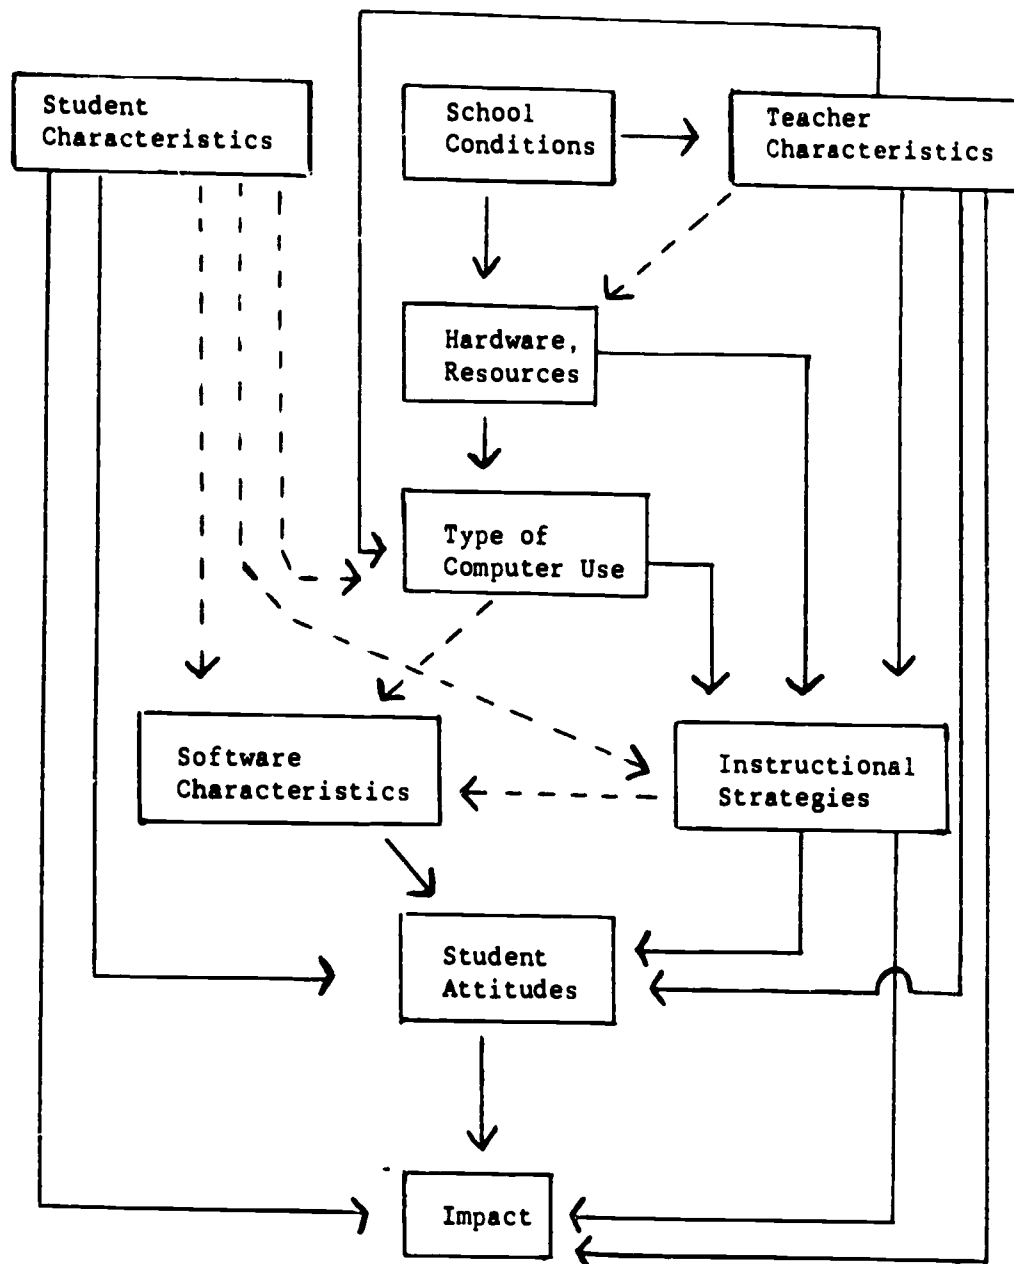 Student
Characteristics
School
Conditions
Teacher
Characteristics
Hardware,
Resources
Type of
Computer Use
Software
Characteristics
Instructional
Strategies
Student
Attitudes
Impact